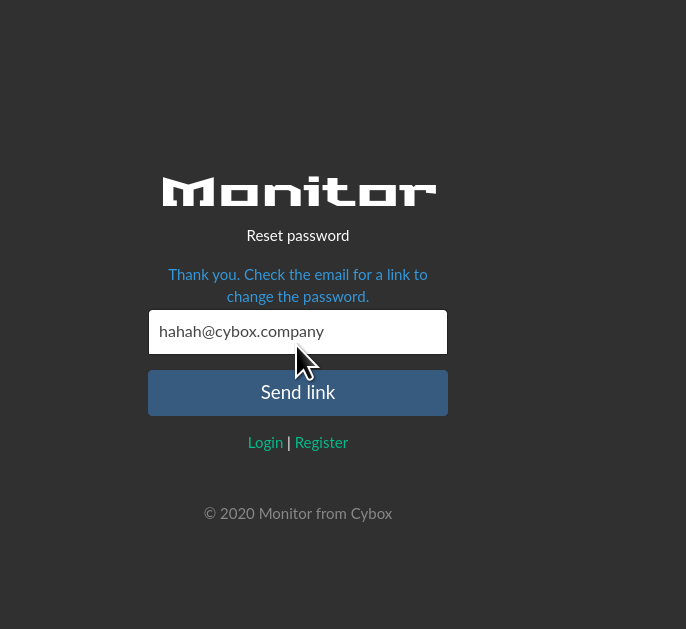 Monitor
Reset password
Thank you. Check the email for a link to
change the password.
hahah@cybox.company
Send link
Login | Register
© 2020 Monitor from Cybox